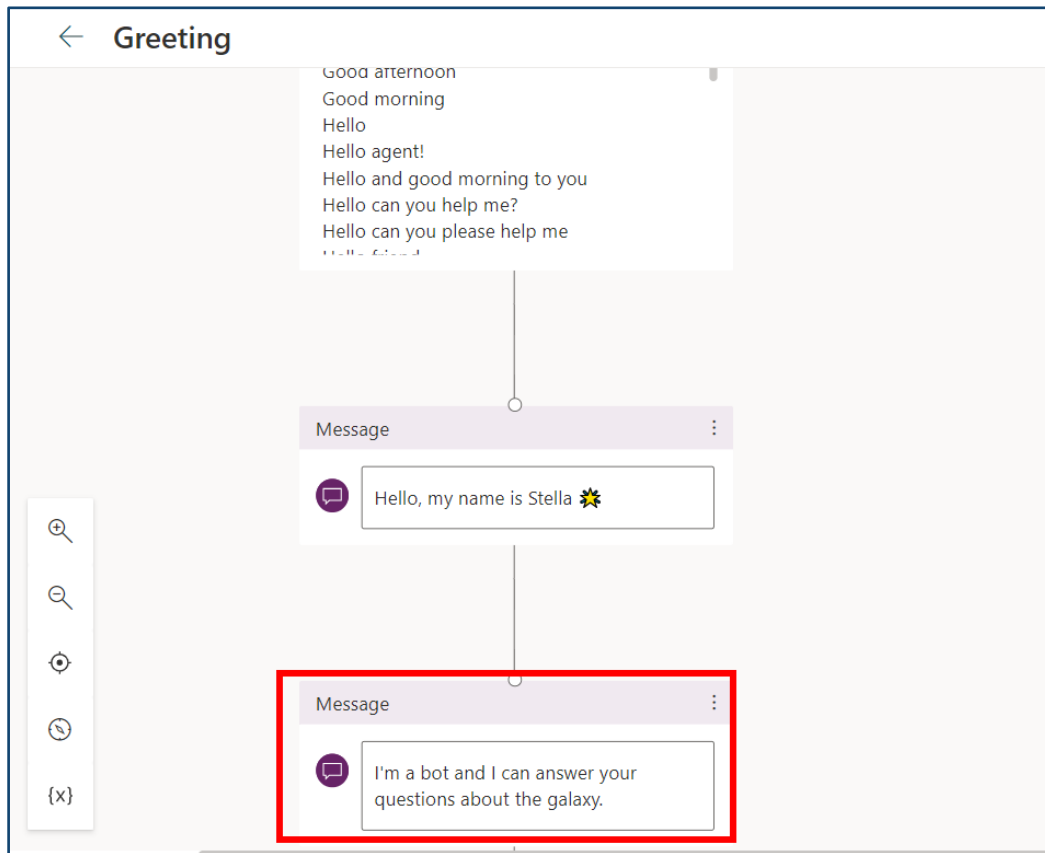 Greeting
Good afternoon
Good morning
Hello
Hello agent!
Hello and good morning to you
Hello can you help me?
Hello can you please help me
Hello friend
Message
Hello, my name is Stella 🌟
Message
I'm a bot and I can answer your
questions about the galaxy.
{x}